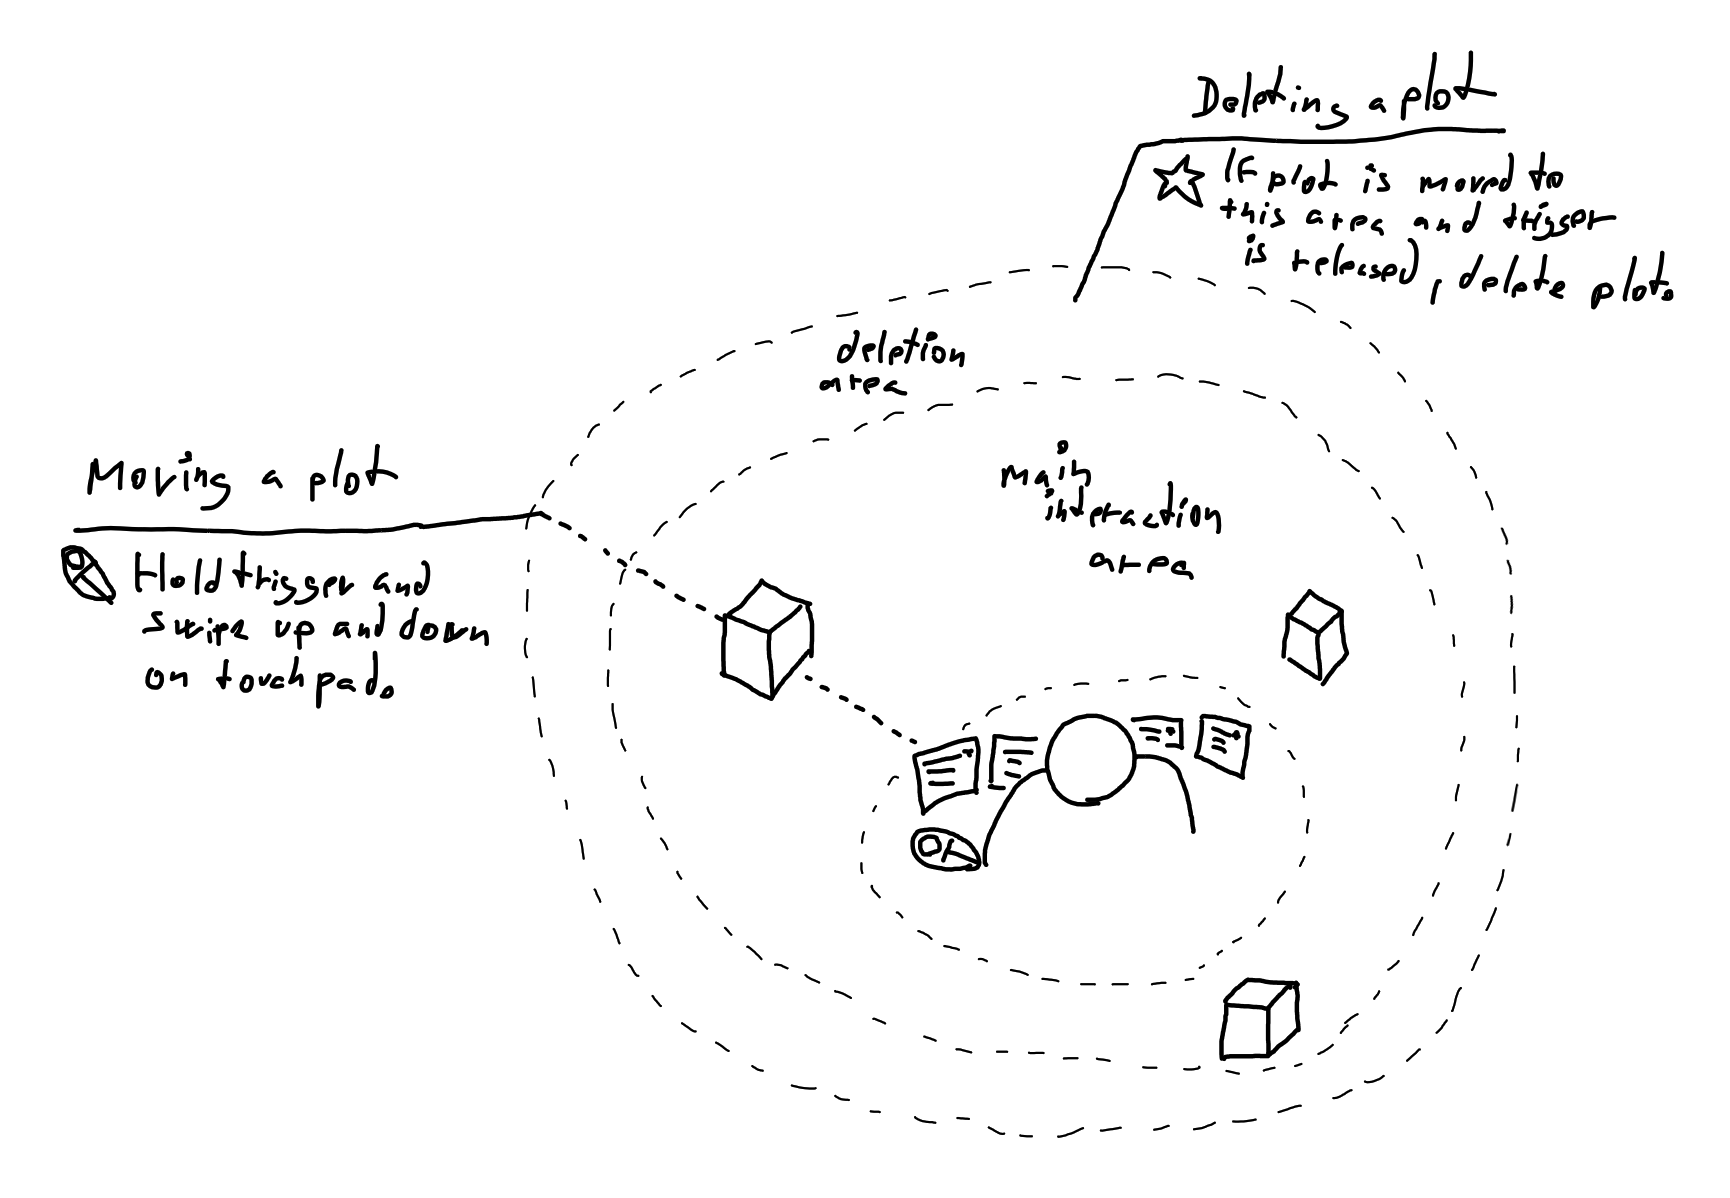 Deleting a plot
If plot is moved to
this area and trigger
is released, delete plot.
deletion
area
main
interaction
area
Moving a plot
Hold trigger and
swipe up and down
on touchpad.